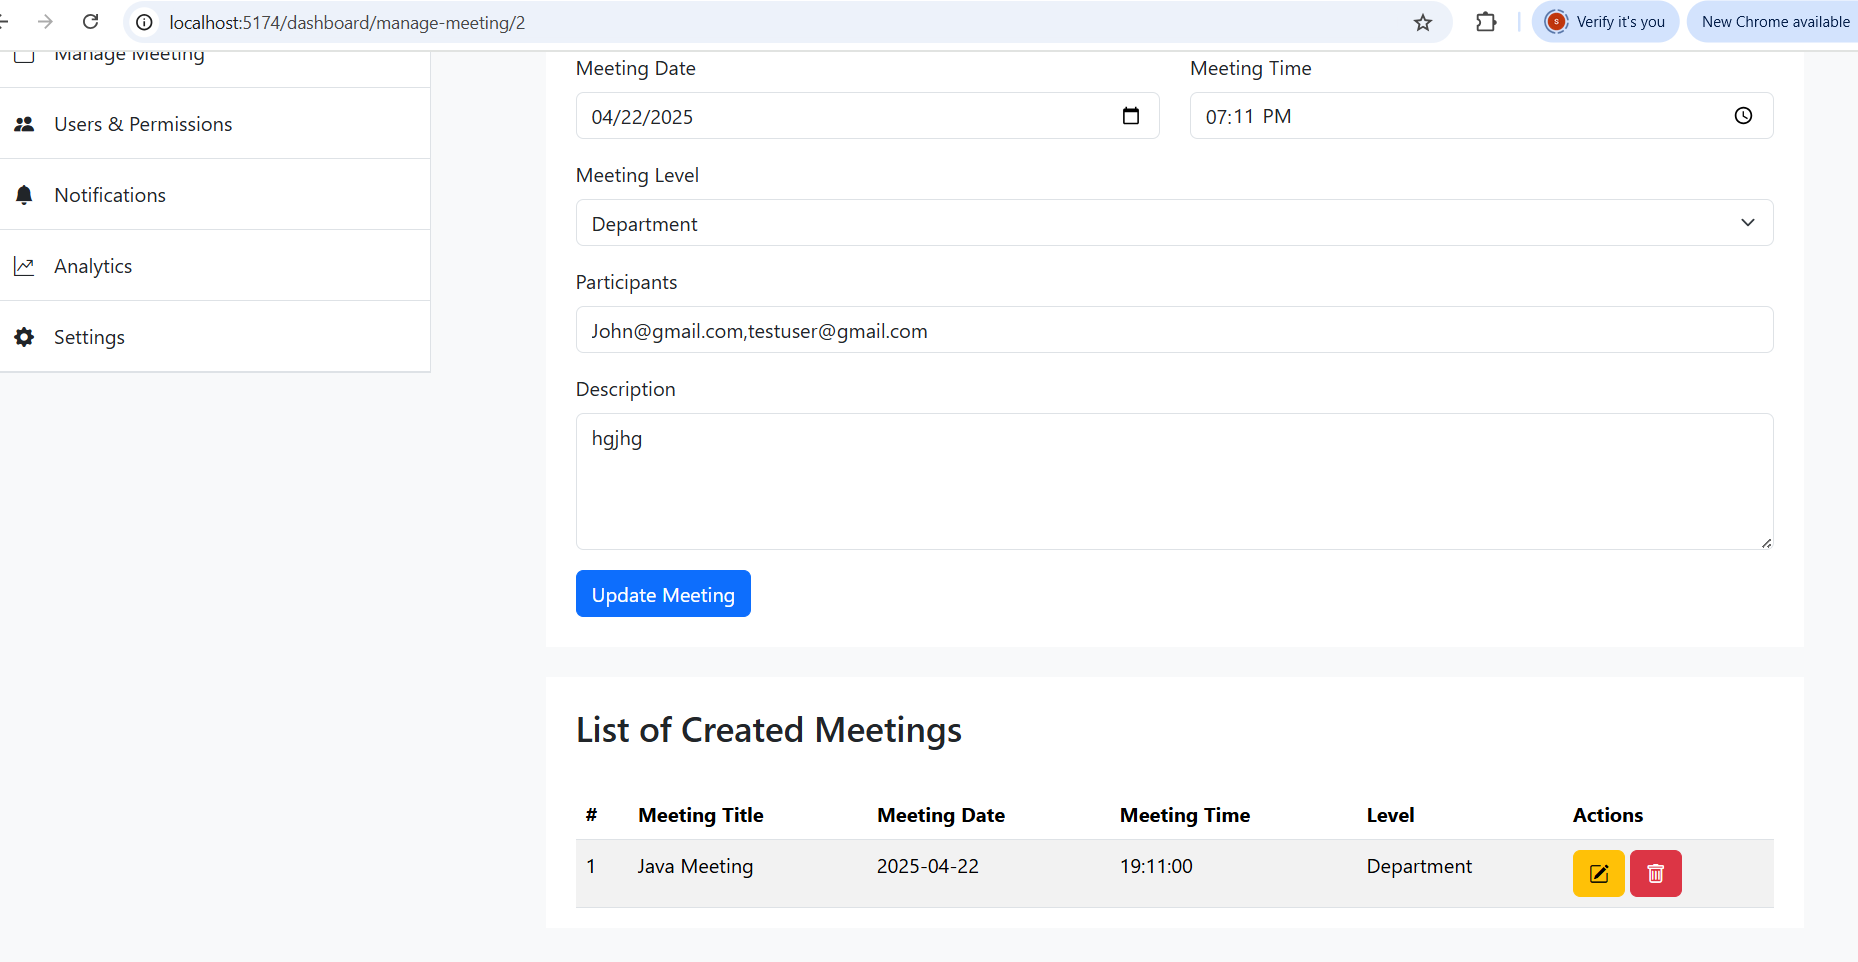 localhost:5174/dashboard/manage-meeting/2
Verify it's you
New Chrome available
Manage Meeting
Users & Permissions
Notifications
Analytics
Settings
Meeting Date
Meeting Time
04/22/2025
07:11 PM
Meeting Level
Department
Participants
John@gmail.com,testuser@gmail.com
Description
hgjhg
Update Meeting
List of Created Meetings
# Meeting Title Meeting Date Meeting Time Level Actions
1 Java Meeting 2025-04-22 19:11:00 Department